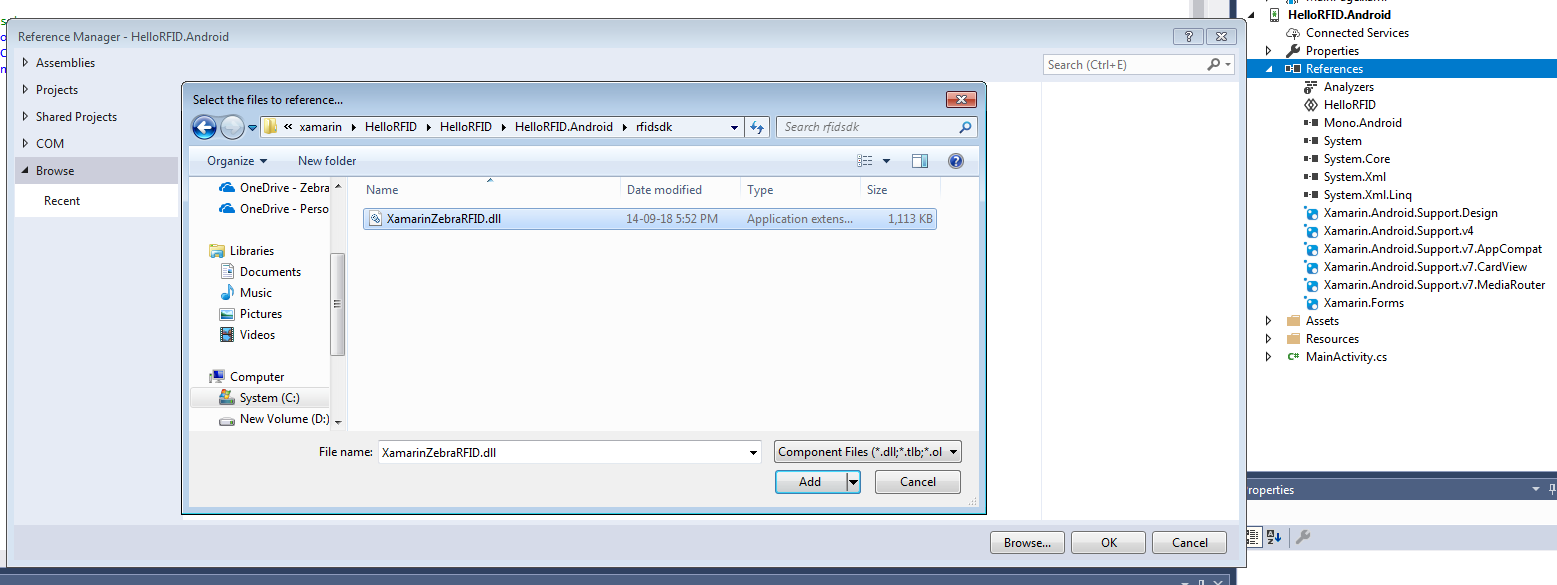 Reference Manager - HelloRFID.Android
Assemblies
Projects
Shared Projects
COM
Browse
Recent
Search (Ctrl+E)
Select the files to reference...
« xamarin HelloRFID HelloRFID HelloRFID.Android rfidsdk
Search rfidsdk
Organize New folder
OneDrive - Zebra
OneDrive - Perso
Libraries
Documents
Music
Pictures
Videos
Computer
System (C:)
New Volume (D:)
Name Date modified Type Size
XamarinZebraRFID.dll 14-09-18 5:52 PM Application extens... 1,113 KB
File name: XamarinZebraRFID.dll Component Files (*.dll;*.tlb;*.ol
Add Cancel
Browse... OK Cancel
HelloRFID.Android
Connected Services
Properties
References
Analyzers
HelloRFID
Mono.Android
System
System.Core
System.Xml
System.Xml.Linq
Xamarin.Android.Support.Design
Xamarin.Android.Support.v4
Xamarin.Android.Support.v7.AppCompat
Xamarin.Android.Support.v7.CardView
Xamarin.Android.Support.v7.MediaRouter
Xamarin.Forms
Assets
Resources
C# MainActivity.cs
roperties